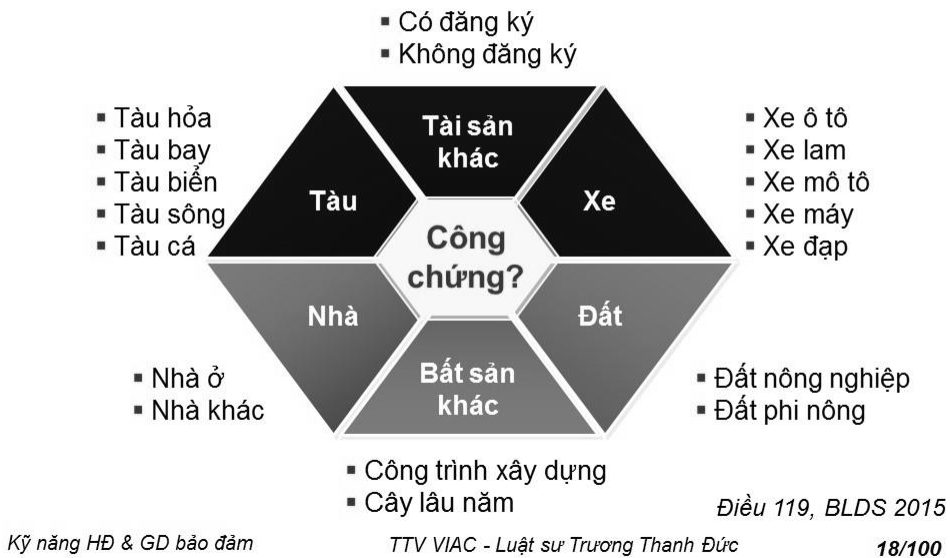 ▪ Có đăng ký
▪ Không đăng ký
▪ Tàu hỏa
▪ Tàu bay
▪ Tàu biển
▪ Tàu sông
▪ Tàu cá
Tài sản
khác
▪ Xe ô tô
▪ Xe lam
▪ Xe mô tô
▪ Xe máy
▪ Xe đạp
Tàu
Xe
Công
chứng?
Nhà
Đất
Bất sản
khác
▪ Nhà ở
▪ Nhà khác
▪ Đất nông nghiệp
▪ Đất phi nông
▪ Công trình xây dựng
▪ Cây lâu năm
Điều 119, BLDS 2015
Kỹ năng HĐ & GD bảo đảm
TTV VIAC - Luật sư Trương Thanh Đức
18/100